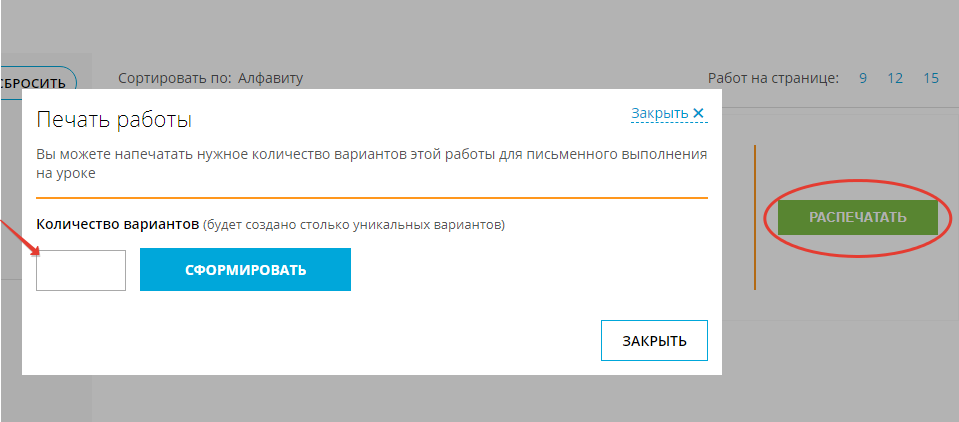 СБРОСИТЬ
Сортировать по: Алфавиту
Работ на странице: 9 12 15
Печать работы
Закрыть ✕
Вы можете напечатать нужное количество вариантов этой работы для письменного выполнения
на уроке
РАСПЕЧАТАТЬ
Количество вариантов (будет создано столько уникальных вариантов)
СФОРМИРОВАТЬ
ЗАКРЫТЬ